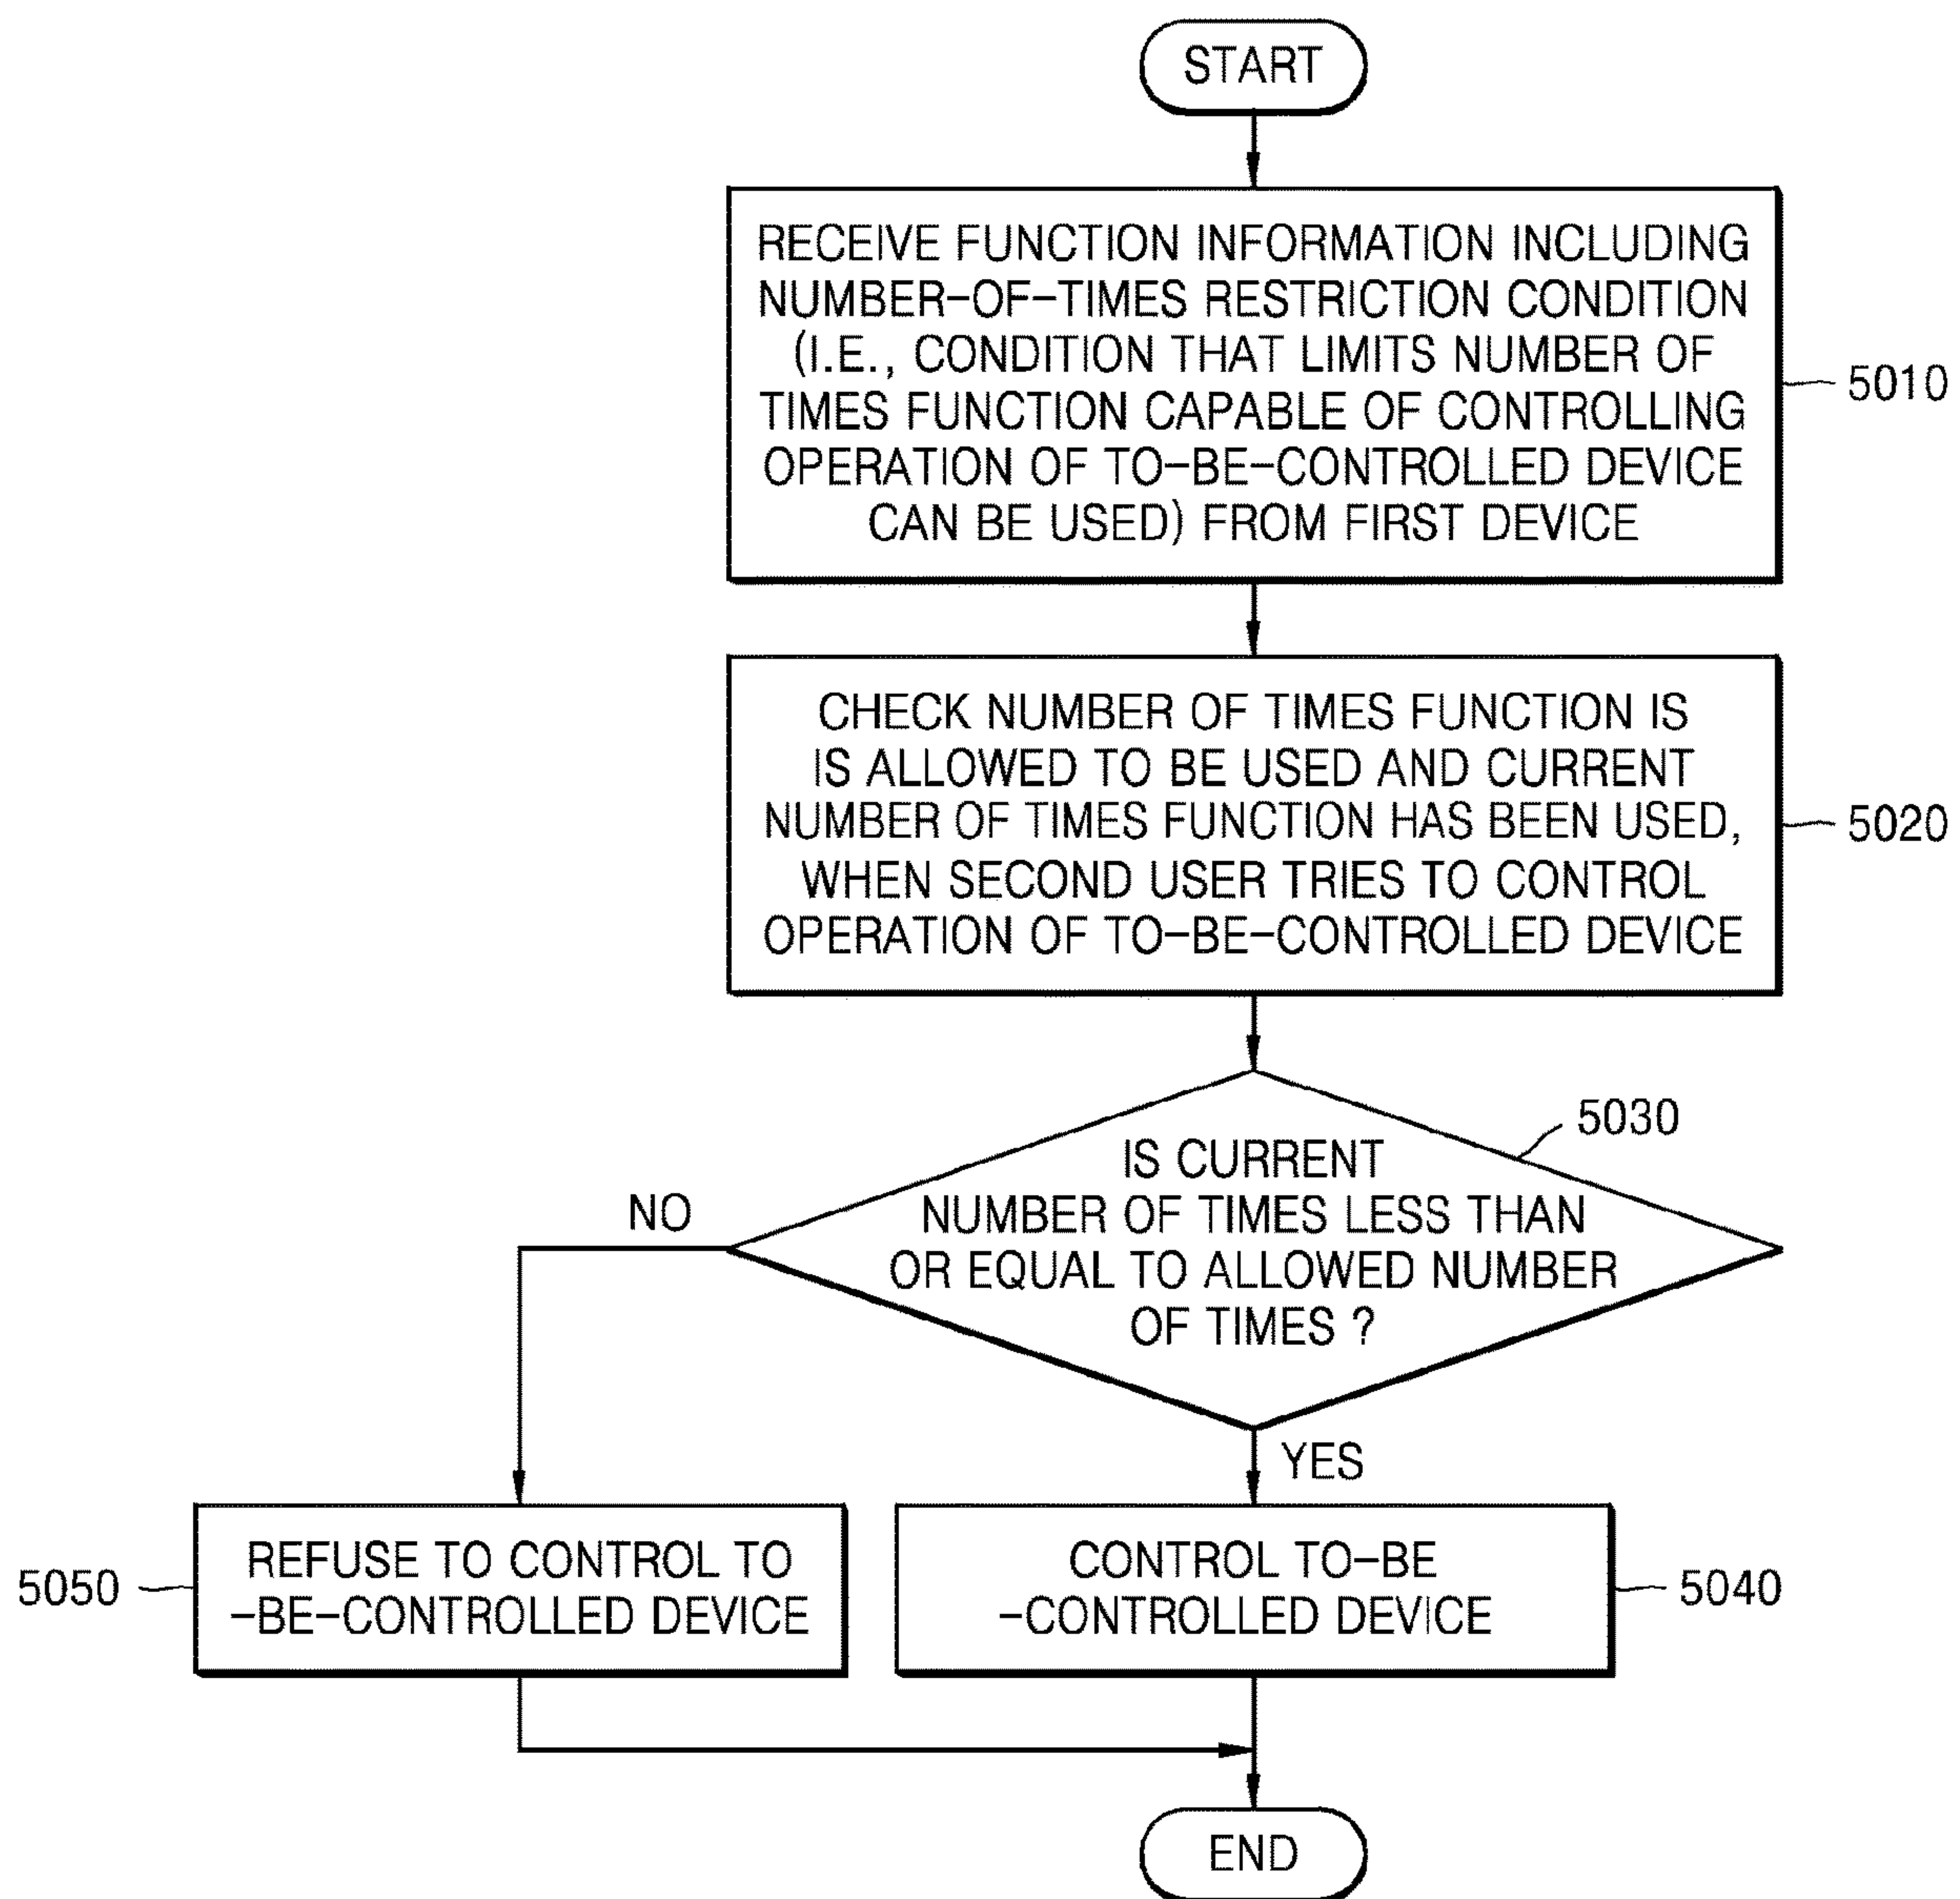 START
RECEIVE FUNCTION INFORMATION INCLUDING
NUMBER-OF-TIMES RESTRICTION CONDITION
(I.E., CONDITION THAT LIMITS NUMBER OF
TIMES FUNCTION CAPABLE OF CONTROLLING
OPERATION OF TO-BE-CONTROLLED DEVICE
CAN BE USED) FROM FIRST DEVICE
5010
CHECK NUMBER OF TIMES FUNCTION IS
IS ALLOWED TO BE USED AND CURRENT
NUMBER OF TIMES FUNCTION HAS BEEN USED,
WHEN SECOND USER TRIES TO CONTROL
OPERATION OF TO-BE-CONTROLLED DEVICE
5020
5030
IS CURRENT
NUMBER OF TIMES LESS THAN
OR EQUAL TO ALLOWED NUMBER
OF TIMES ?
NO
YES
5050
REFUSE TO CONTROL TO
-BE-CONTROLLED DEVICE
CONTROL TO-BE
-CONTROLLED DEVICE
5040
END